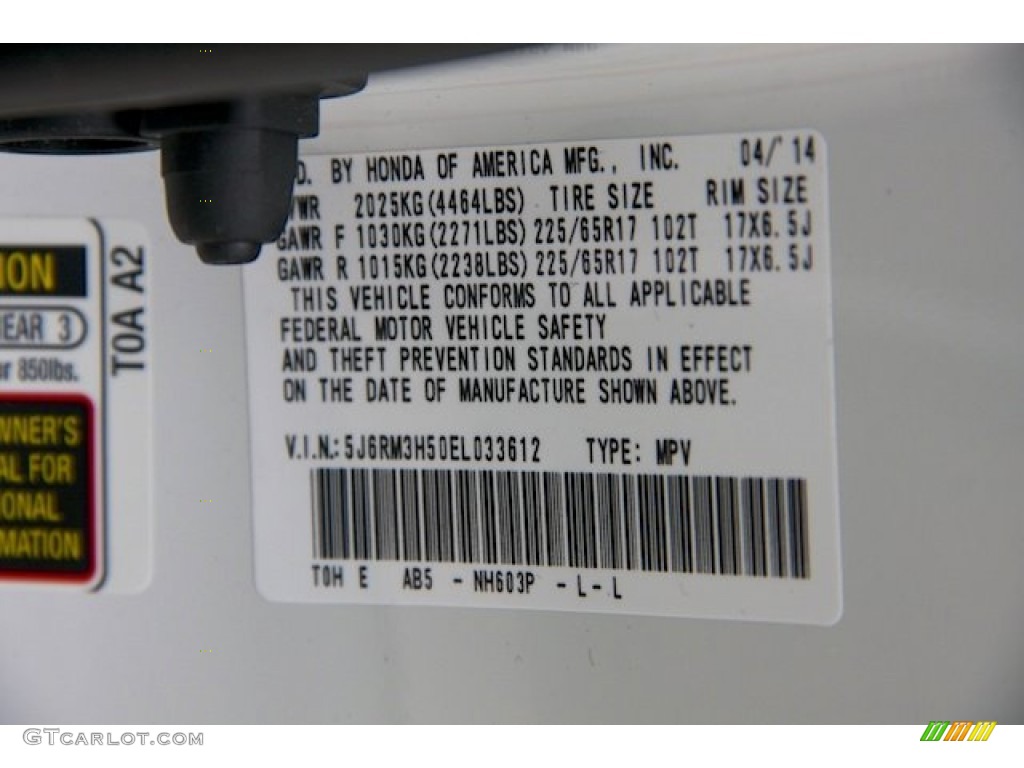 D. BY HONDA OF AMERICA MFG., INC. 04/'14
VWR 2025KG(4464LBS) TIRE SIZE RIM SIZE
GAWR F 1030KG(2271LBS) 225/65R17 102T 17X6.5J
GAWR R 1015KG(2238LBS) 225/65R17 102T 17X6.5J
THIS VEHICLE CONFORMS TO ALL APPLICABLE
FEDERAL MOTOR VEHICLE SAFETY
AND THEFT PREVENTION STANDARDS IN EFFECT
ON THE DATE OF MANUFACTURE SHOWN ABOVE.
V.I.N.: 5J6RM3H50EL033612 TYPE: MPV
T0H E AB5 - NH603P - L - L
ION
REAR 3
or 850lbs.
WNER'S
AL FOR
IONAL
MATION
T0A A2
GTCARLOT.COM